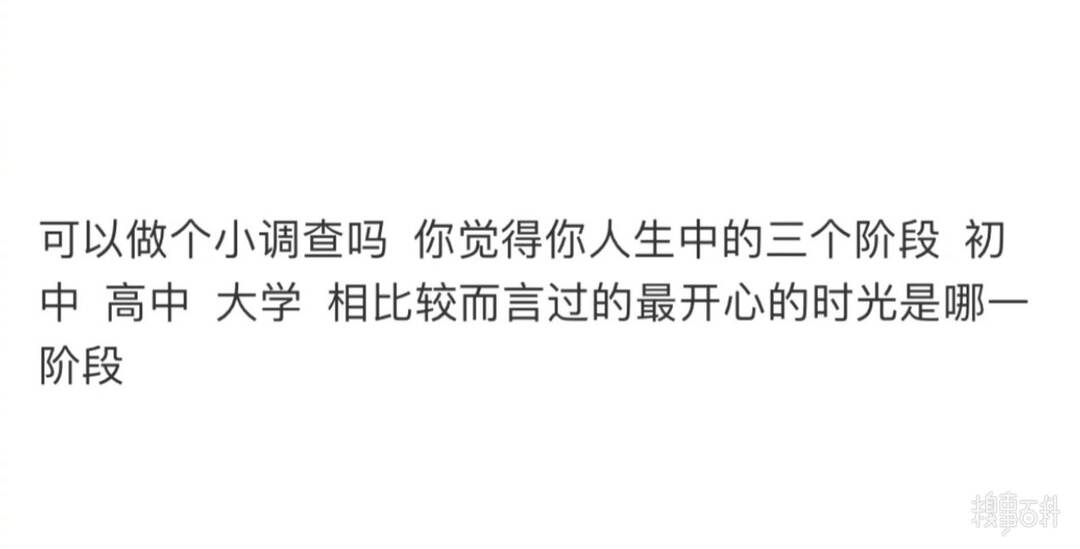 可以做个小调查吗 你觉得你人生中的三个阶段 初
中 高中 大学 相比较而言过的最开心的时光是哪一
阶段
糗事百科